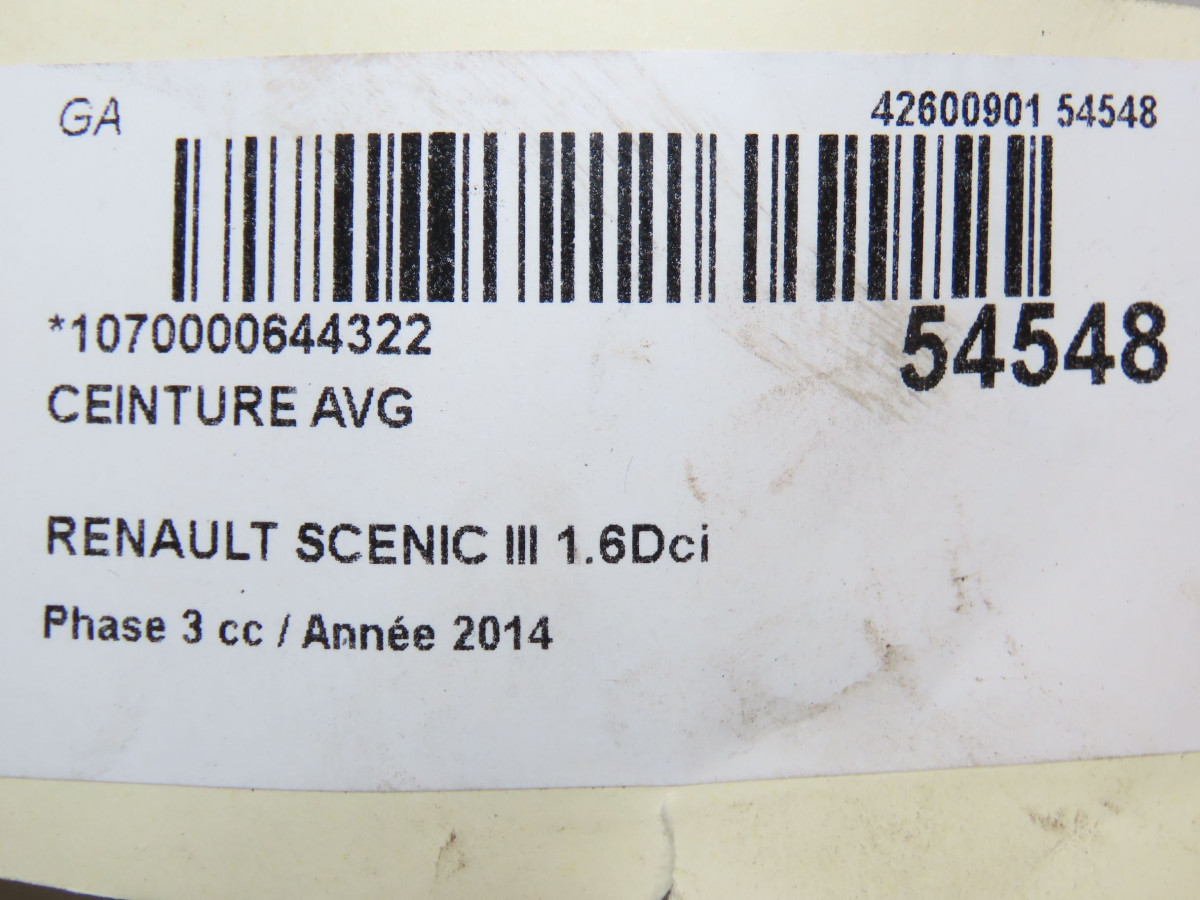 GA
42600901 54548
*1070000644322
54548
CEINTURE AVG
RENAULT SCENIC III 1.6Dci
Phase 3 cc / Année 2014